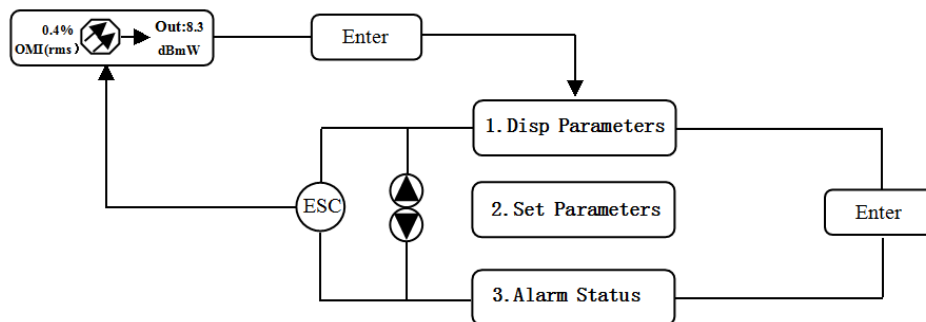 0.4%
OMI(rms)
Out:8.3
dBmW
Enter
1.Disp Parameters
ESC
2.Set Parameters
Enter
3.Alarm Status